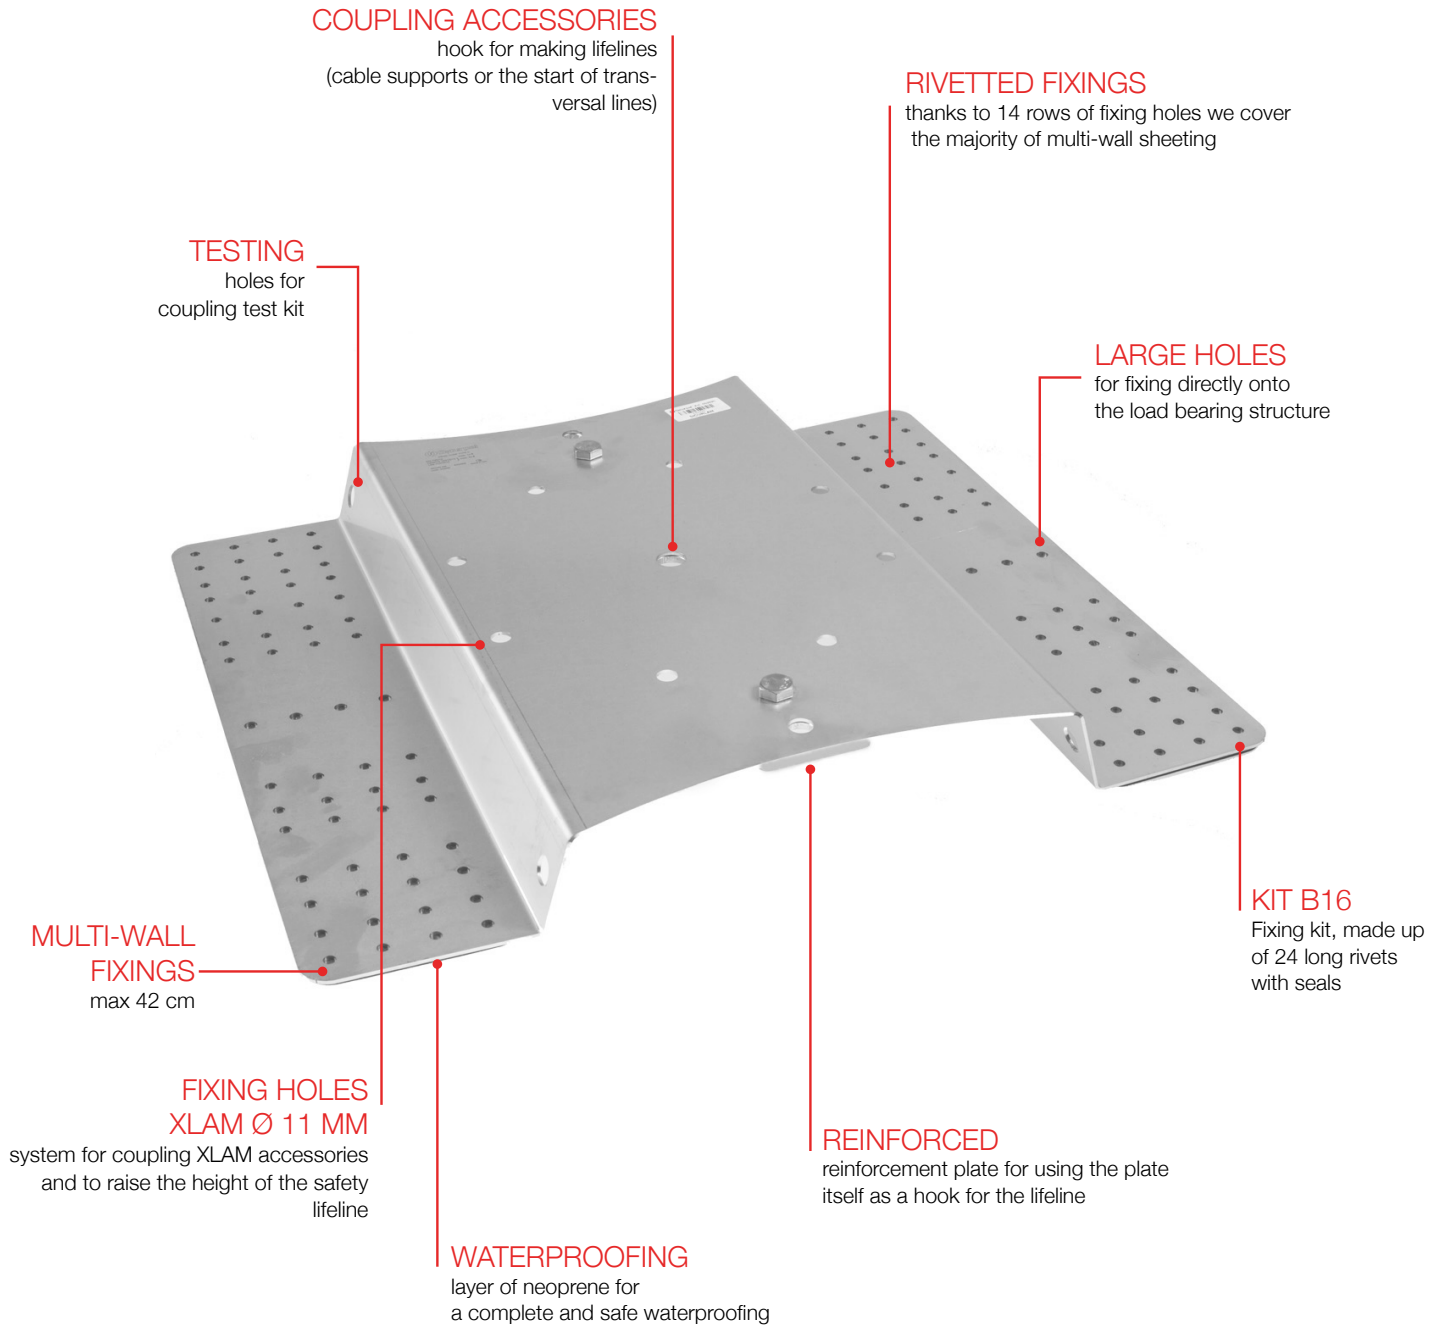 COUPLING ACCESSORIES
hook for making lifelines
(cable supports or the start of trans-
versal lines)
RIVETTED FIXINGS
thanks to 14 rows of fixing holes we cover
the majority of multi-wall sheeting
TESTING
holes for
coupling test kit
LARGE HOLES
for fixing directly onto
the load bearing structure
KIT B16
Fixing kit, made up
of 24 long rivets
with seals
MULTI-WALL
FIXINGS
max 42 cm
FIXING HOLES
XLAM Ø 11 MM
system for coupling XLAM accessories
and to raise the height of the safety
lifeline
REINFORCED
reinforcement plate for using the plate
itself as a hook for the lifeline
WATERPROOFING
layer of neoprene for
a complete and safe waterproofing